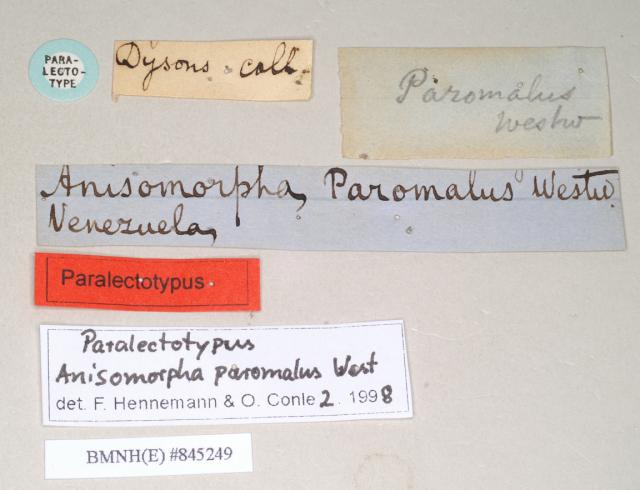 PARA-
LECTO-
TYPE
Dysons coll.
Paromalus
Westw
Anisomorpha, Paromalus Westw.
Venezuela,
Paralectotypus
Paralectotypus
Anisomorpha paromalus West
det. F. Hennemann & O. Conle 2. 1998
BMNH(E) #845249